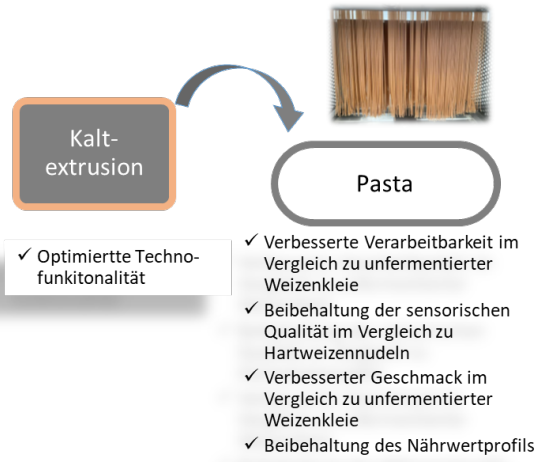 Kalt-
extrusion
Pasta
✓ Optimiertte Techno-
funkitonalität
✓ Verbesserte Verarbeitbarkeit im
Vergleich zu unfermentierter
Weizenkleie
✓ Beibehaltung der sensorischen
Qualität im Vergleich zu
Hartweizennudeln
✓ Verbesserter Geschmack im
Vergleich zu unfermentierter
Weizenkleie
✓ Beibehaltung des Nährwertprofils